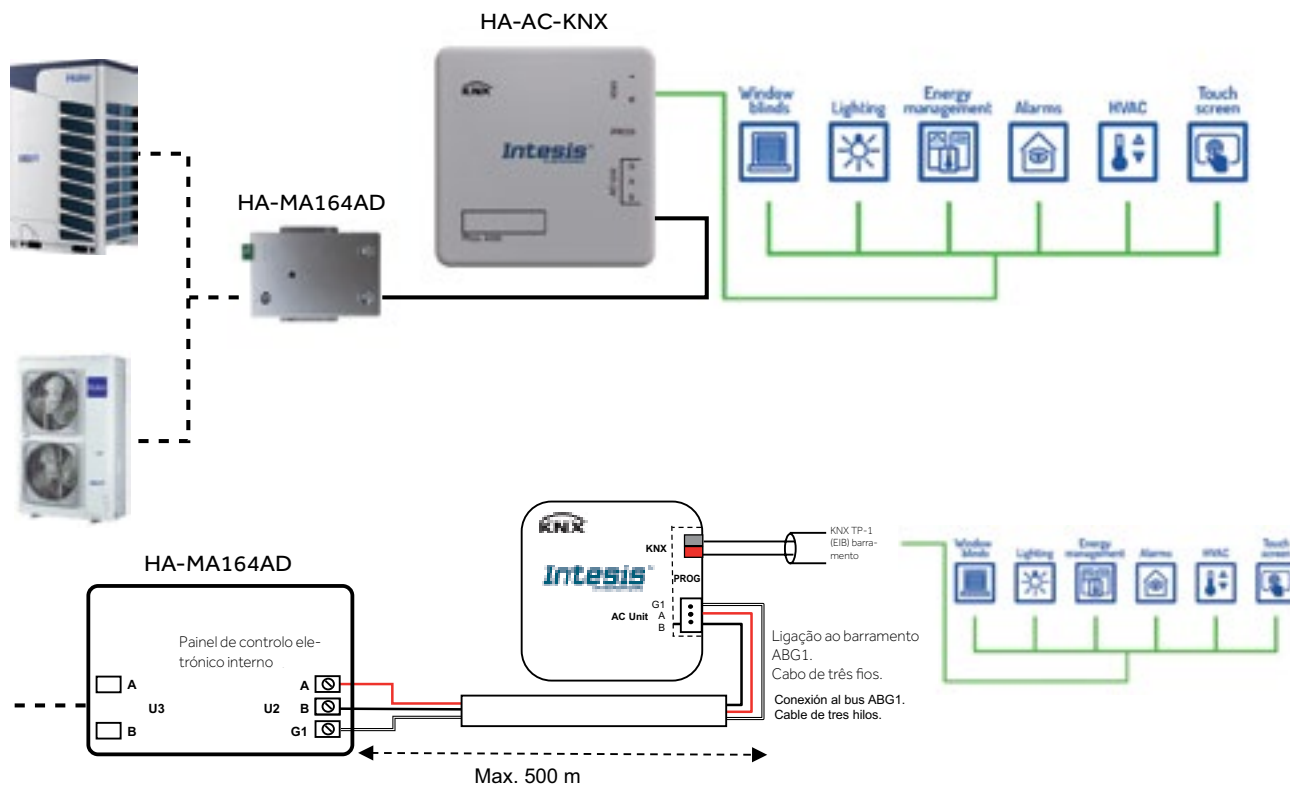 HA-AC-KNX
Haier
KNX
KNX
PROG
Intesis
HA-MA164AD
Window
blinds
Lighting
Energy
management
Alarms
HVAC
Touch
screen
HA-MA164AD
Painel de controlo ele-
trónico interno
A
B
U3
U2
A
B
G1
KNX
KNX
Intesis
PROG
G1
AC Unit A
B
KNX TP-1
(EIB) barra-
mento
Ligação ao barramento
ABG1.
Cabo de três fios.
Conexión al bus ABG1.
Cable de tres hilos.
Window
blinds
Lighting
Energy
management
Alarms
HVAC
Touch
screen
Max. 500 m